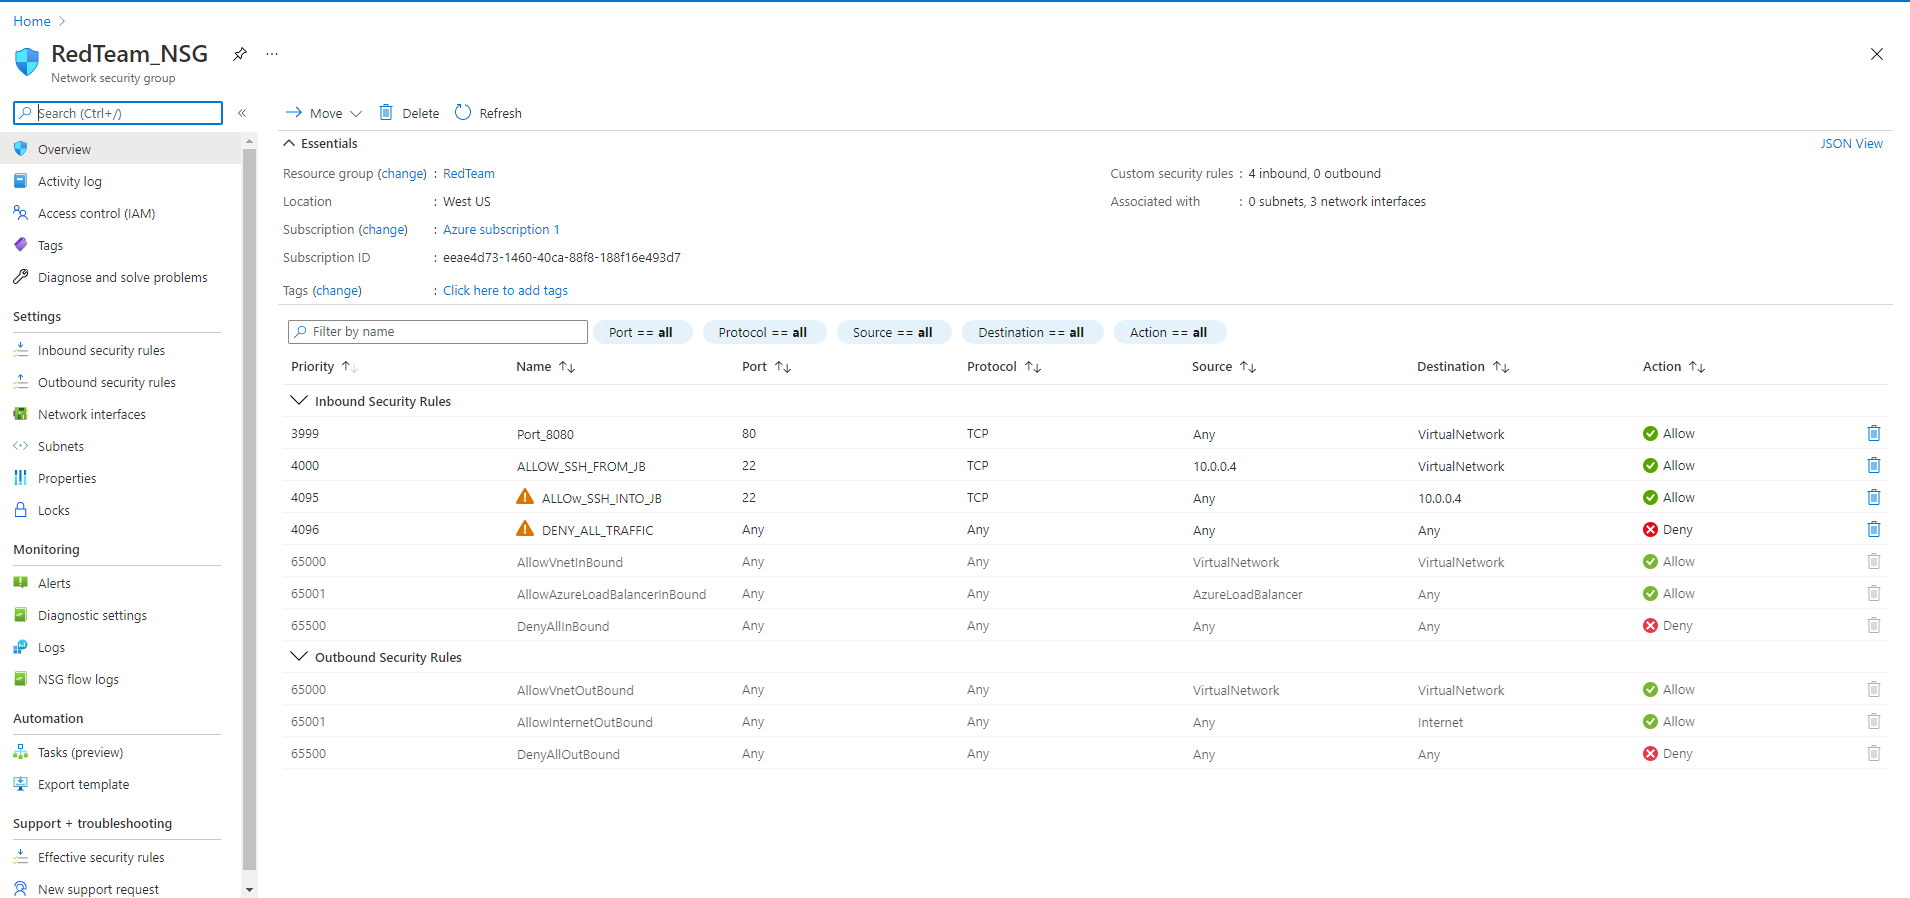 Home
RedTeam_NSG
Network security group
Search (Ctrl+/)
Overview
Activity log
Access control (IAM)
Tags
Diagnose and solve problems
Settings
Inbound security rules
Outbound security rules
Network interfaces
Subnets
Properties
Locks
Monitoring
Alerts
Diagnostic settings
Logs
NSG flow logs
Automation
Tasks (preview)
Export template
Support + troubleshooting
Effective security rules
New support request
Move Delete Refresh
Essentials JSON View
Resource group (change) : RedTeam Custom security rules : 4 inbound, 0 outbound
Location : West US Associated with : 0 subnets, 3 network interfaces
Subscription (change) : Azure subscription 1
Subscription ID : eeae4d73-1460-40ca-88f8-188f16e493d7
Tags (change) : Click here to add tags
Filter by name Port == all Protocol == all Source == all Destination == all Action == all
Priority Name Port Protocol Source Destination Action
Inbound Security Rules
3999 Port_8080 80 TCP Any VirtualNetwork Allow
4000 ALLOW_SSH_FROM_JB 22 TCP 10.0.0.4 VirtualNetwork Allow
4095 ALLOw_SSH_INTO_JB 22 TCP Any 10.0.0.4 Allow
4096 DENY_ALL_TRAFFIC Any Any Any Any Deny
65000 AllowVnetInBound Any Any VirtualNetwork VirtualNetwork Allow
65001 AllowAzureLoadBalancerInBound Any Any AzureLoadBalancer Any Allow
65500 DenyAllInBound Any Any Any Any Deny
Outbound Security Rules
65000 AllowVnetOutBound Any Any VirtualNetwork VirtualNetwork Allow
65001 AllowInternetOutBound Any Any Any Internet Allow
65500 DenyAllOutBound Any Any Any Any Deny